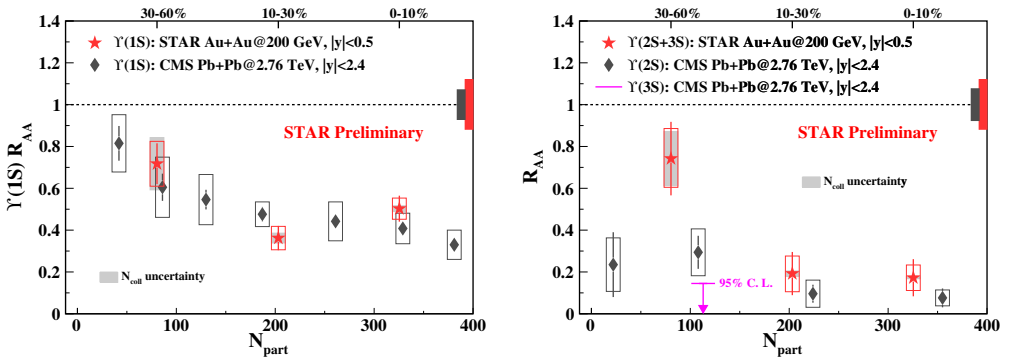 30-60% 10-30% 0-10%
1.4
1.2
1
0.8
0.6
0.4
0.2
0
ϒ(1S) R_AA
ϒ(1S): STAR Au+Au@200 GeV, |y|<0.5
ϒ(1S): CMS Pb+Pb@2.76 TeV, |y|<2.4
STAR Preliminary
N_coll uncertainty
0 100 200 300 400
N_part
30-60% 10-30% 0-10%
1.4
1.2
1
0.8
0.6
0.4
0.2
0
R_AA
ϒ(2S+3S): STAR Au+Au@200 GeV, |y|<0.5
ϒ(2S): CMS Pb+Pb@2.76 TeV, |y|<2.4
ϒ(3S): CMS Pb+Pb@2.76 TeV, |y|<2.4
STAR Preliminary
N_coll uncertainty
95% C. L.
0 100 200 300 400
N_part